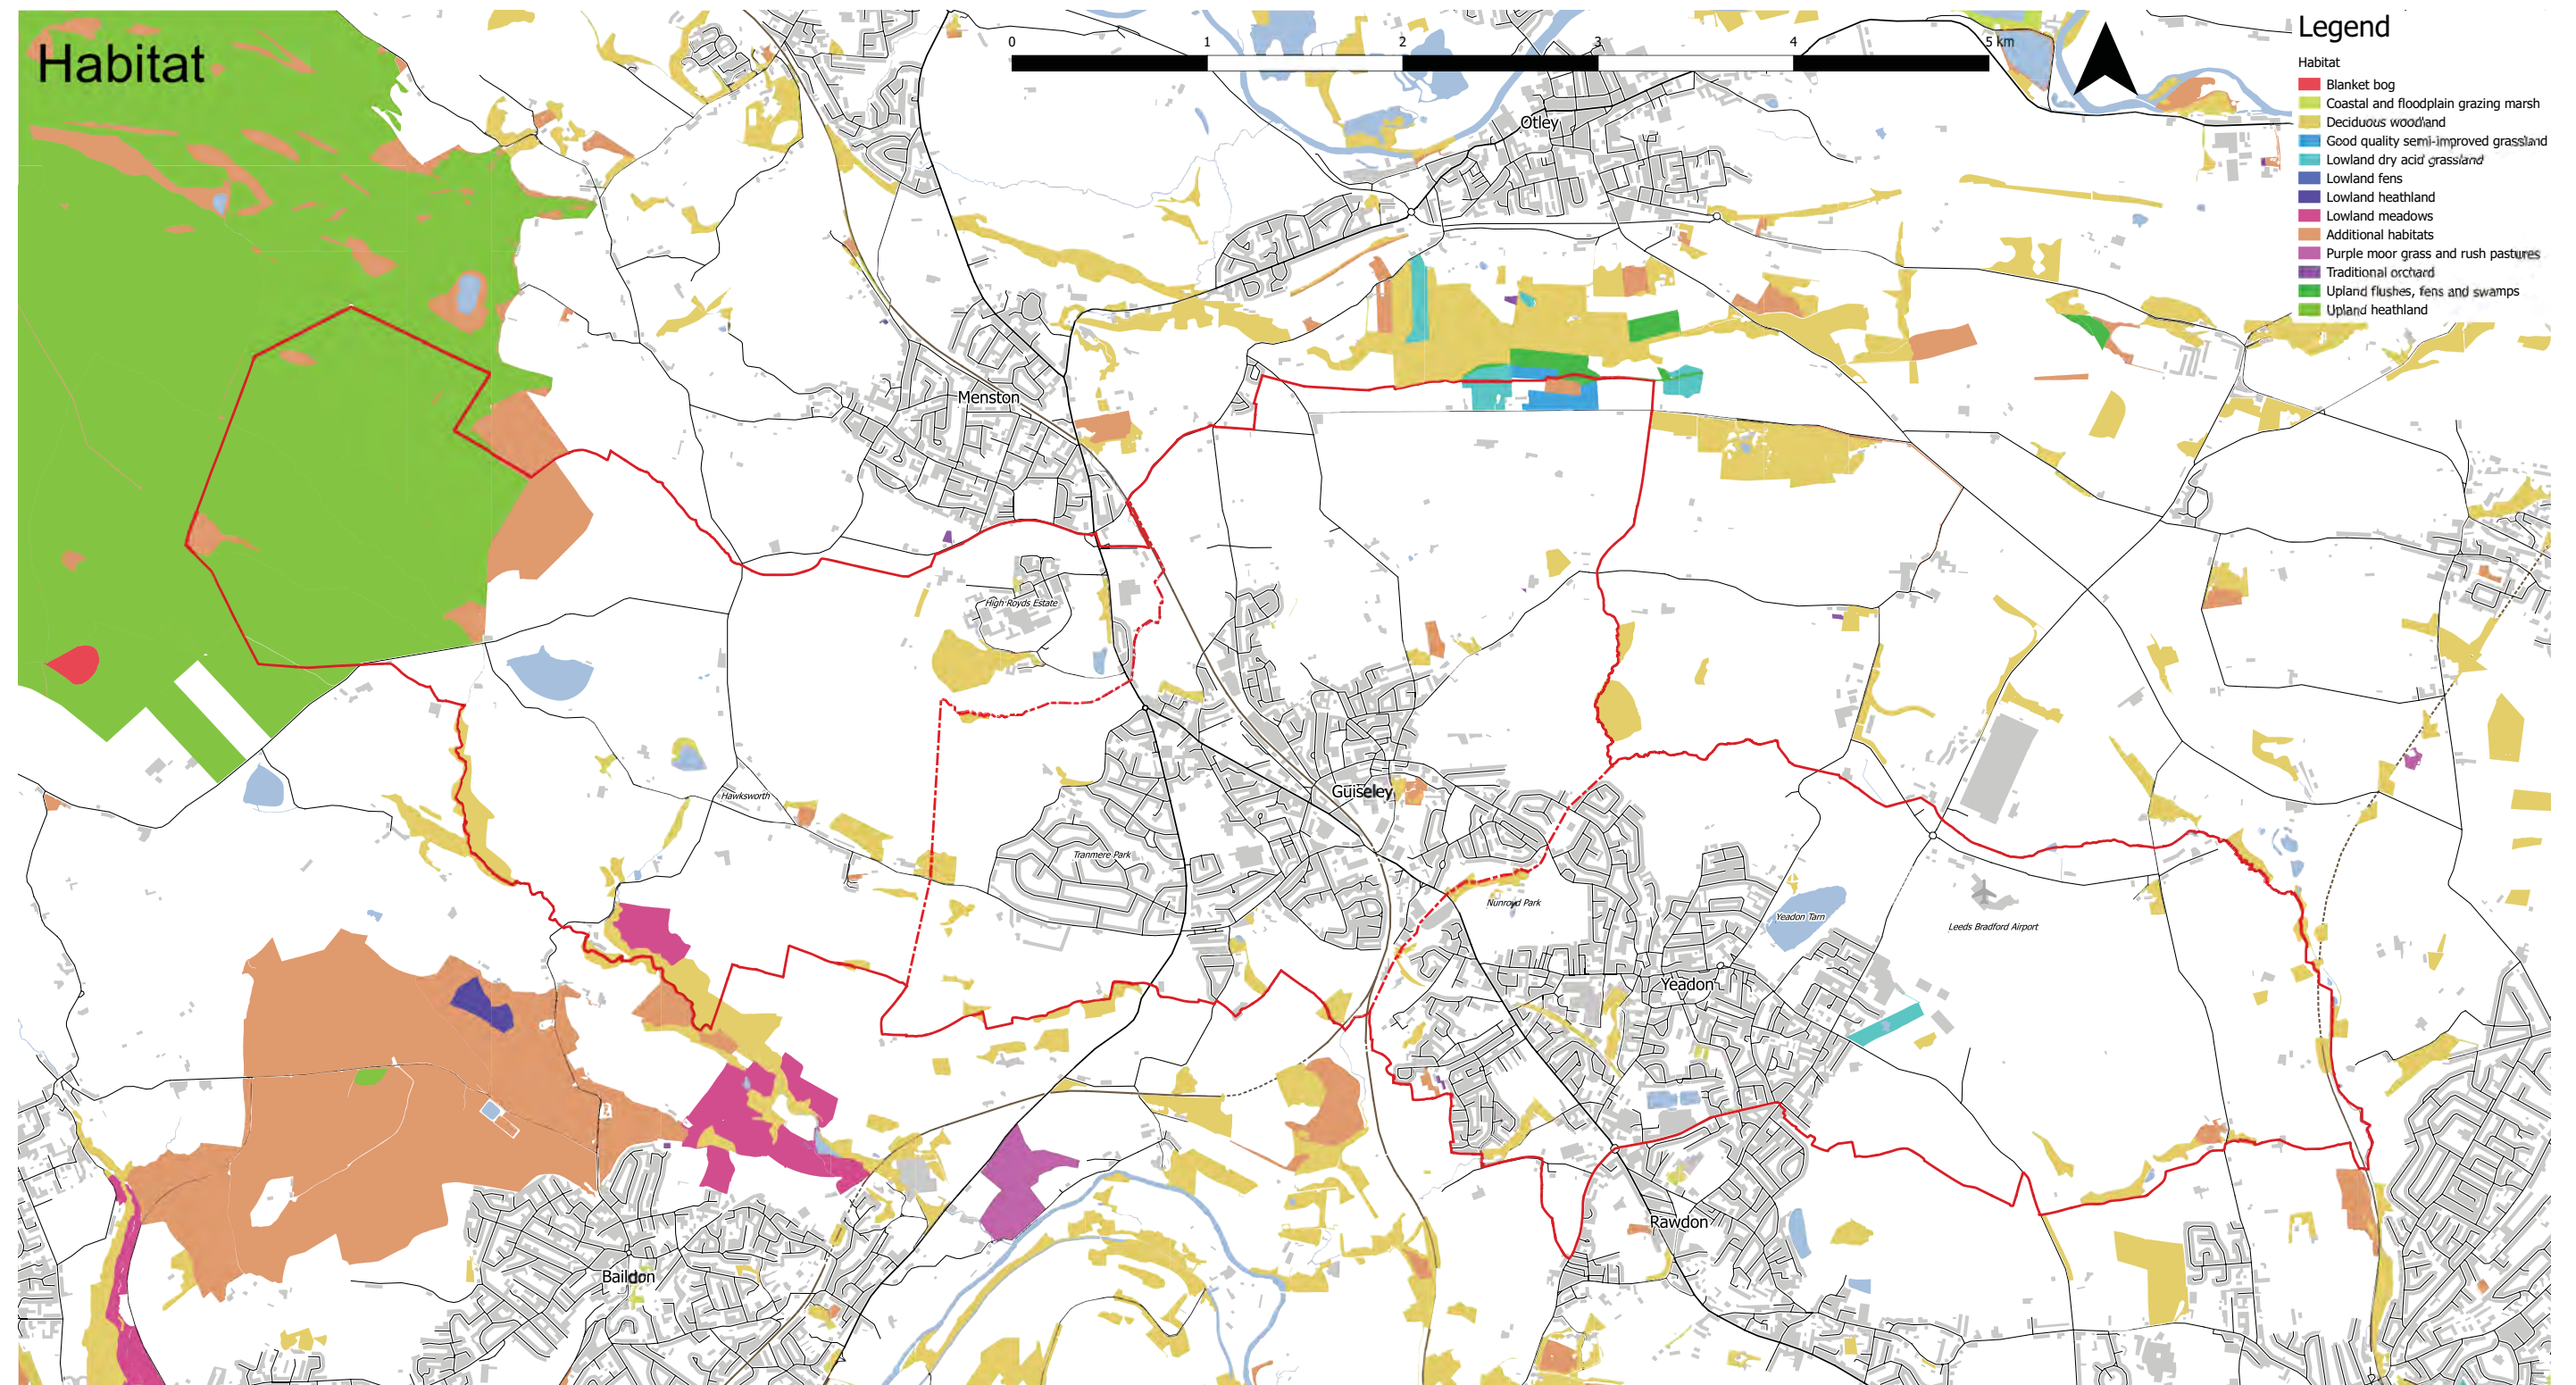 Habitat
0 1 2 3 4 5 km
Legend
Habitat
Blanket bog
Coastal and floodplain grazing marsh
Deciduous woodland
Good quality semi-improved grassland
Lowland dry acid grassland
Lowland fens
Lowland heathland
Lowland meadows
Additional habitats
Purple moor grass and rush pastures
Traditional orchard
Upland flushes, fens and swamps
Upland heathland
Otley
Menston
High Royds Estate
Hawksworth
Guiseley
Tranmere Park
Nunroyd Park
Yeadon Tarn
Leeds Bradford Airport
Yeadon
Rawdon
Baildon